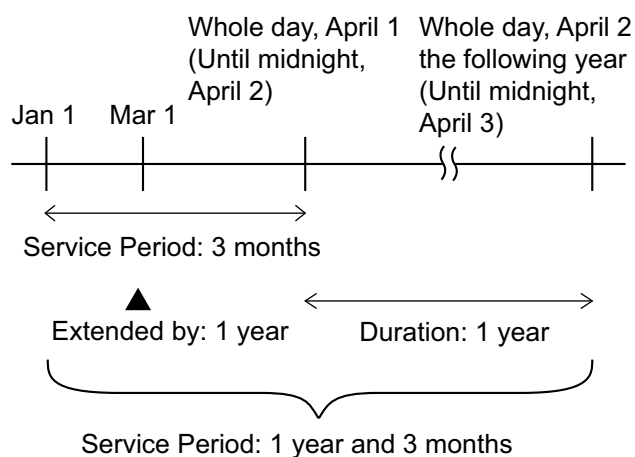 Whole day, April 1
(Until midnight,
April 2)
Whole day, April 2
the following year
(Until midnight,
April 3)
Jan 1
Mar 1
Service Period: 3 months
Extended by: 1 year
Duration: 1 year
Service Period: 1 year and 3 months